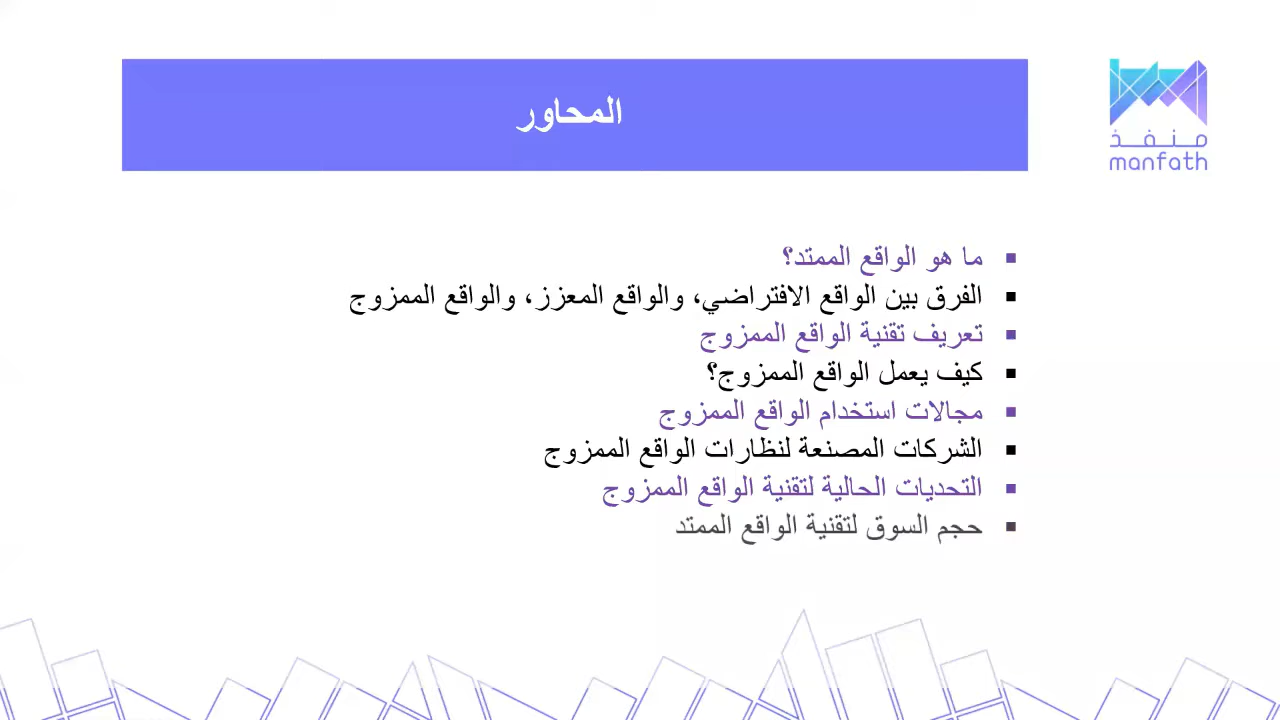 المحاور
منفذ
manfath
ما هو الواقع الممتد؟
الفرق بين الواقع الافتراضي، والواقع المعزز، والواقع الممزوج
تعريف تقنية الواقع الممزوج
كيف يعمل الواقع الممزوج؟
مجالات استخدام الواقع الممزوج
الشركات المصنعة لنظارات الواقع الممزوج
التحديات الحالية لتقنية الواقع الممزوج
حجم السوق لتقنية الواقع الممتد